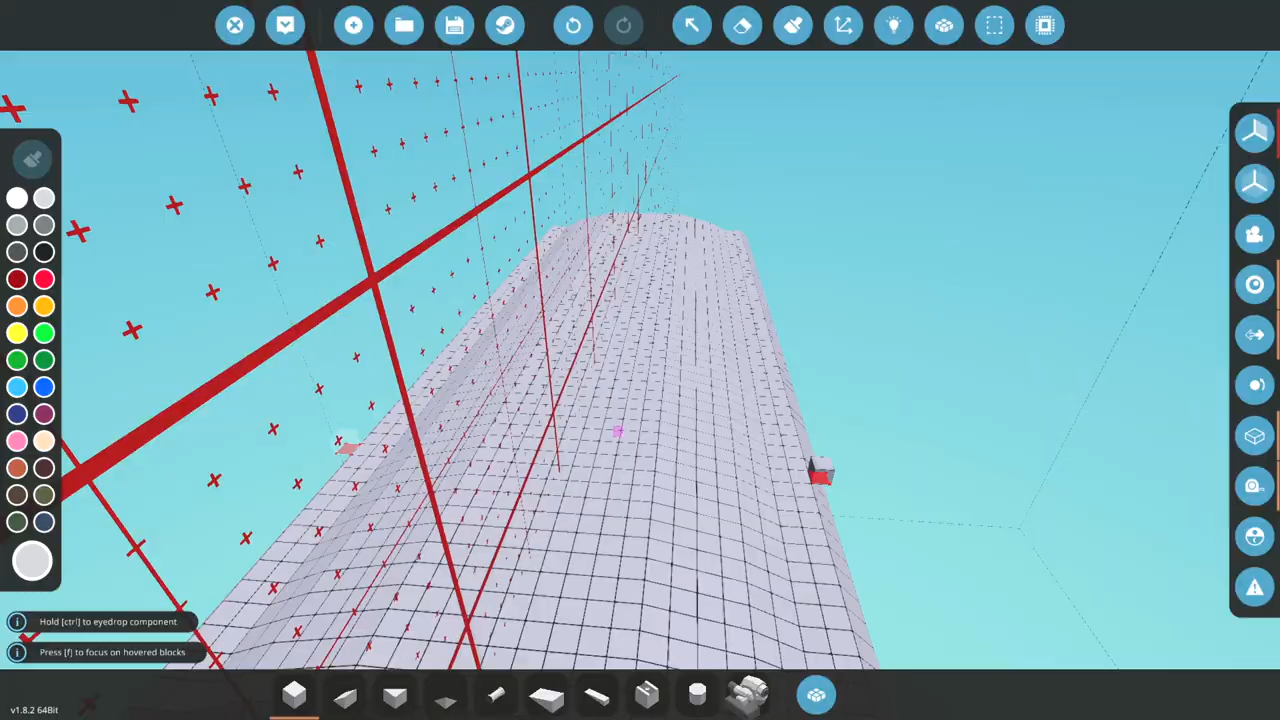 Hold [ctrl] to eyedrop component
Press [f] to focus on hovered blocks
v1.8.2 64Bit